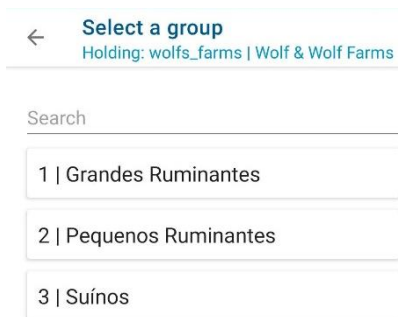 Select a group
Holding: wolfs_farms | Wolf & Wolf Farms
Search
1 | Grandes Ruminantes
2 | Pequenos Ruminantes
3 | Suínos